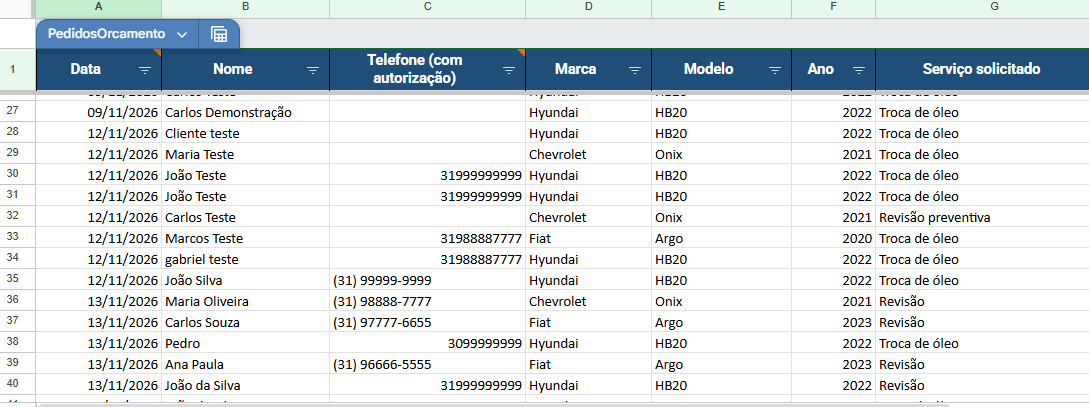 A B C D E F G
PedidosOrcamento
1 Data Nome Telefone (com autorização) Marca Modelo Ano Serviço solicitado
27 09/11/2026 Carlos Demonstração Hyundai HB20 2022 Troca de óleo
28 12/11/2026 Cliente teste Hyundai HB20 2022 Troca de óleo
29 12/11/2026 Maria Teste Chevrolet Onix 2021 Troca de óleo
30 12/11/2026 João Teste 31999999999 Hyundai HB20 2022 Troca de óleo
31 12/11/2026 João Teste 31999999999 Hyundai HB20 2022 Troca de óleo
32 12/11/2026 Carlos Teste Chevrolet Onix 2021 Revisão preventiva
33 12/11/2026 Marcos Teste 31988887777 Fiat Argo 2020 Troca de óleo
34 12/11/2026 gabriel teste 31988887777 Hyundai HB20 2022 Troca de óleo
35 12/11/2026 João Silva (31) 99999-9999 Hyundai HB20 2022 Troca de óleo
36 13/11/2026 Maria Oliveira (31) 98888-7777 Chevrolet Onix 2021 Revisão
37 13/11/2026 Carlos Souza (31) 97777-6655 Fiat Argo 2023 Revisão
38 13/11/2026 Pedro 3099999999 Hyundai HB20 2022 Troca de óleo
39 13/11/2026 Ana Paula (31) 96666-5555 Fiat Argo 2023 Revisão
40 13/11/2026 João da Silva 31999999999 Hyundai HB20 2022 Revisão